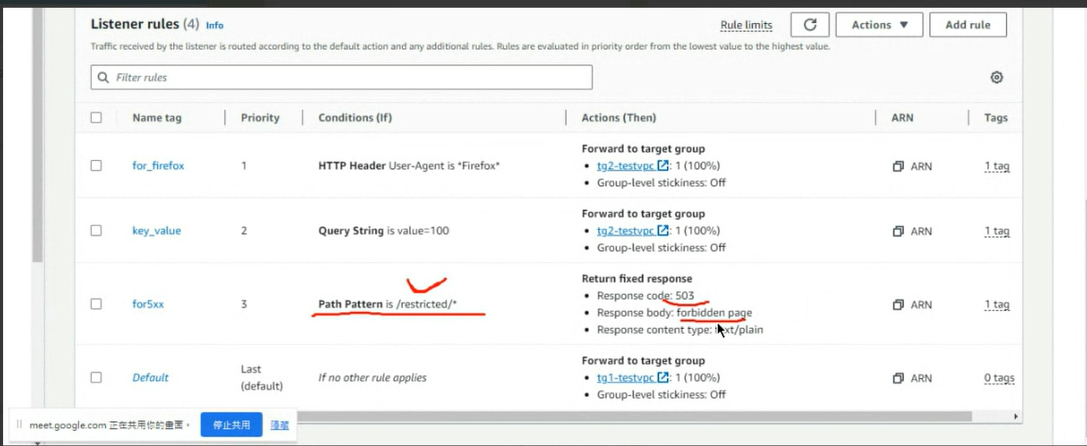 Listener rules (4) Info
Rule limits
Actions
Add rule
Traffic received by the listener is routed according to the default action and any additional rules. Rules are evaluated in priority order from the lowest value to the highest value.
Filter rules
Name tag Priority Conditions (If) Actions (Then) ARN Tags
for_firefox 1 HTTP Header User-Agent is *Firefox* ARN 1 tag
Forward to target group
• tg2-testvpc: 1 (100%)
• Group-level stickiness: Off
key_value 2 Query String is value=100 ARN 1 tag
Forward to target group
• tg2-testvpc: 1 (100%)
• Group-level stickiness: Off
for5xx 3 Path Pattern is /restricted/* ARN 1 tag
Return fixed response
• Response code: 503
• Response body: forbidden page
• Response content type: text/plain
Default Last (default) If no other rule applies ARN 0 tags
Forward to target group
• tg1-testvpc: 1 (100%)
• Group-level stickiness: Off
meet.google.com 正在共用你的畫面。 停止共用 隱藏